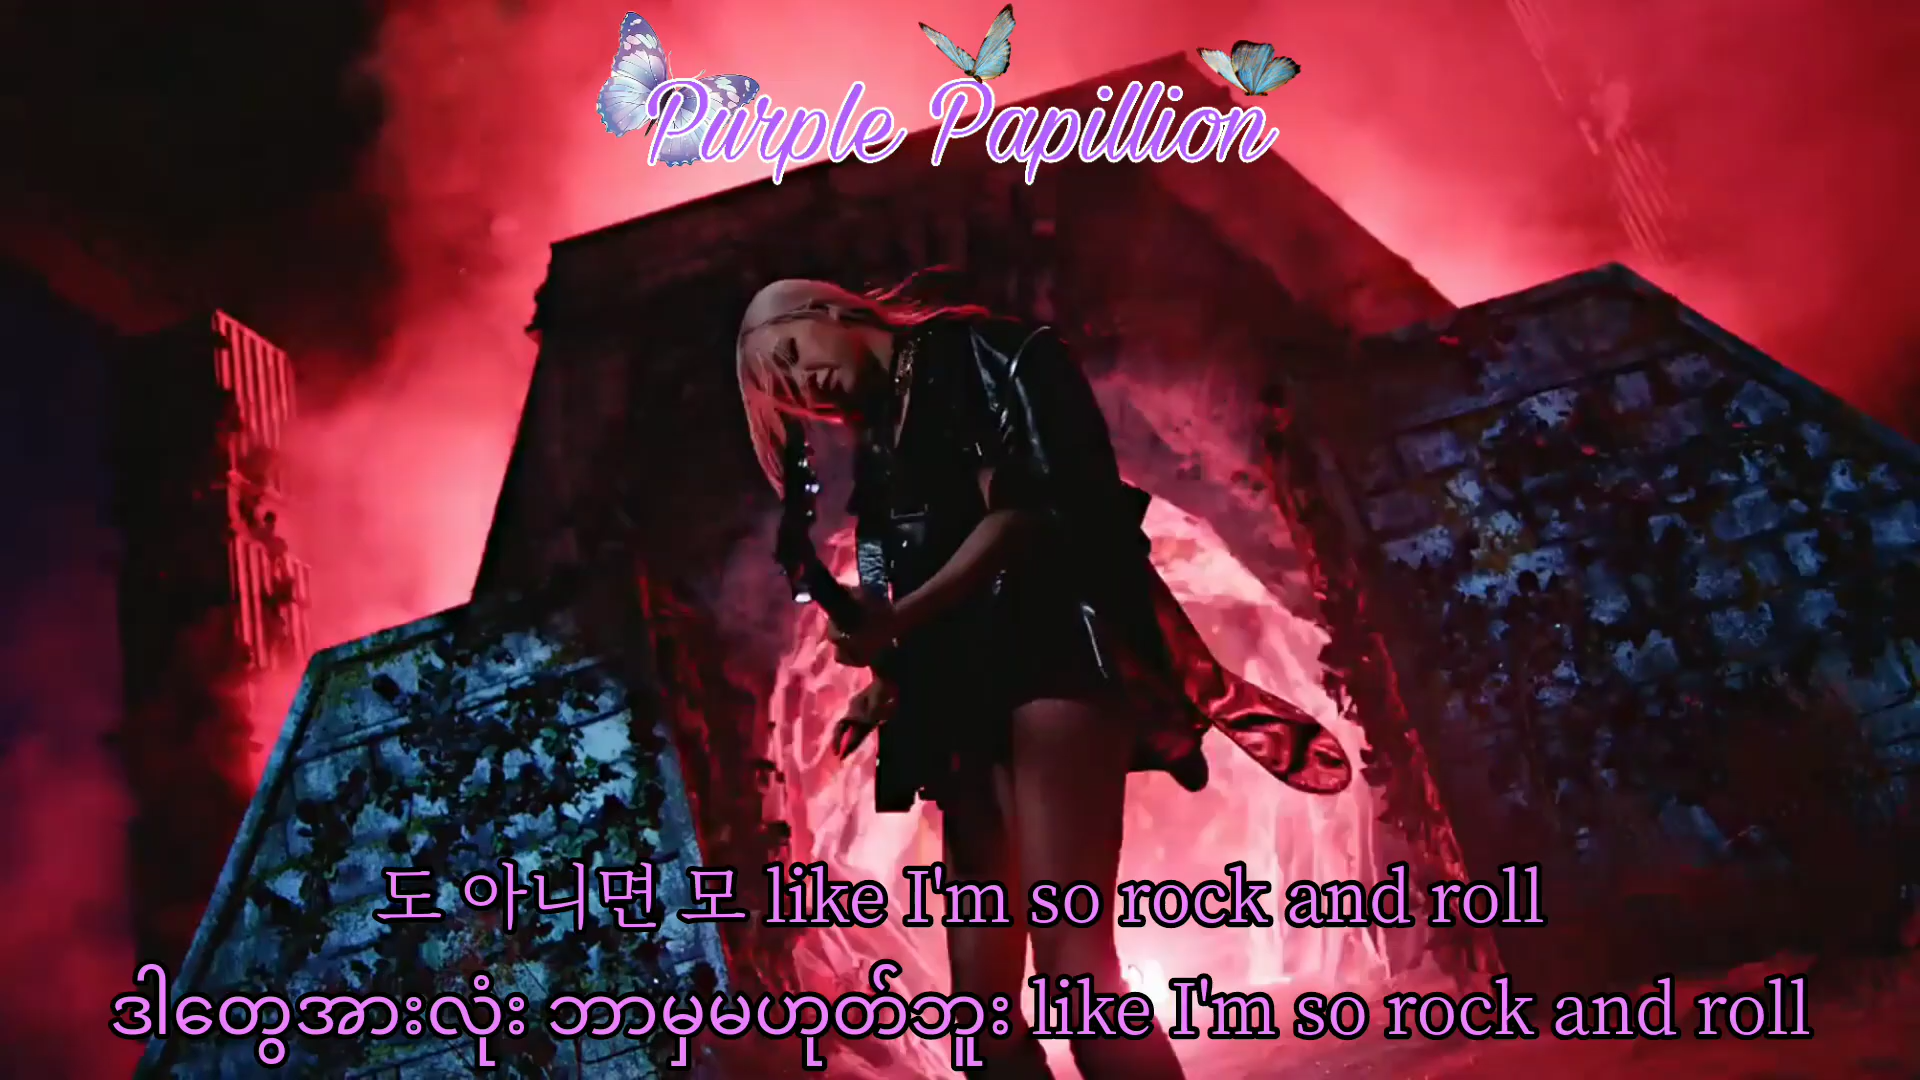 Purple Papillion
도 아니면 모 like I'm so rock and roll
ဒါတွေအားလုံး ဘာမှမဟုတ်ဘူး like I'm so rock and roll